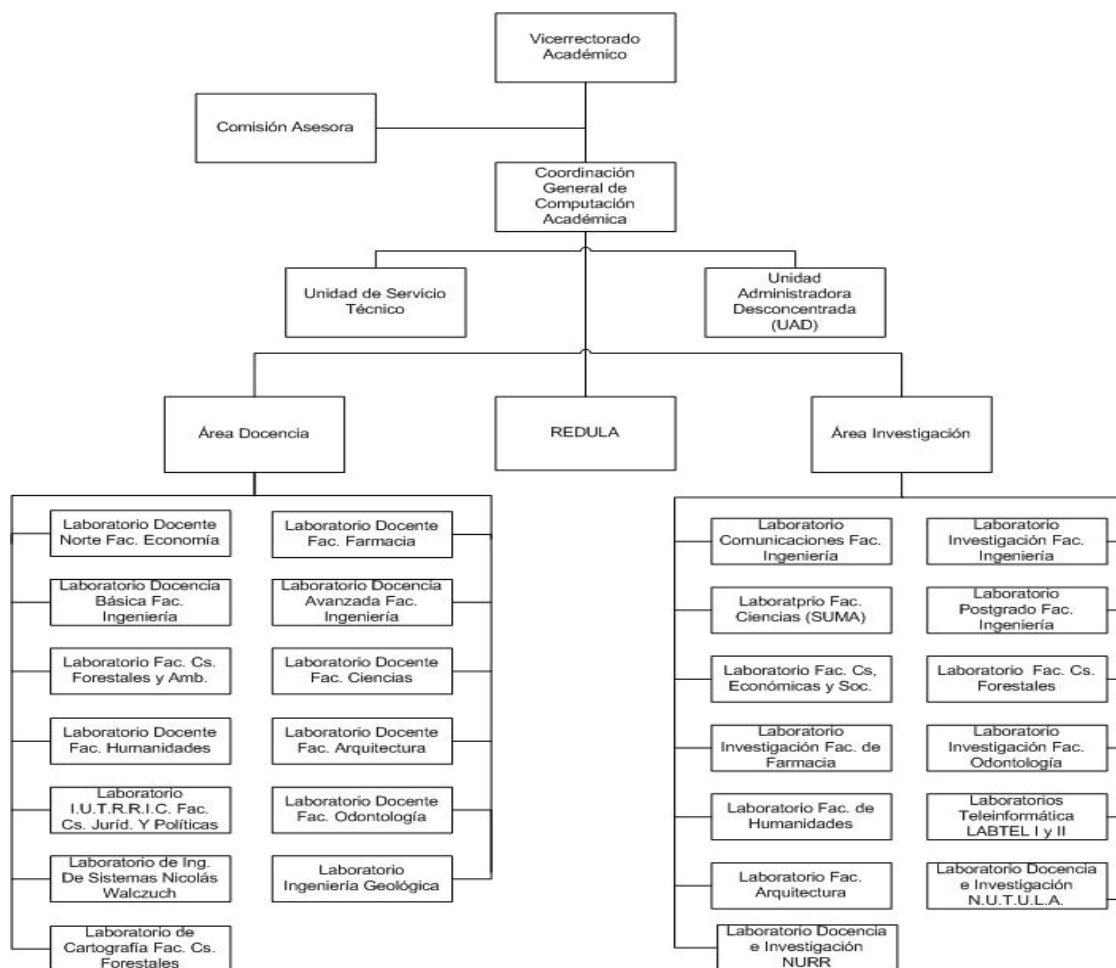 Vicerrectorado
Académico
Comisión Asesora
Coordinación
General de
Computación
Académica
Unidad de Servicio
Técnico
Unidad
Administradora
Desconcentrada
(UAD)
Área Docencia
REDULA
Área Investigación
Laboratorio Docente
Norte Fac. Economía
Laboratorio Docente
Fac. Farmacia
Laboratorio
Comunicaciones Fac.
Ingeniería
Laboratorio
Investigación Fac.
Ingeniería
Laboratorio Docencia
Básica Fac.
Ingeniería
Laboratorio Docencia
Avanzada Fac.
Ingeniería
Laboratprio Fac.
Ciencias (SUMA)
Laboratorio
Postgrado Fac.
Ingeniería
Laboratorio Fac. Cs.
Forestales y Amb.
Laboratorio Docente
Fac. Ciencias
Laboratorio Fac. Cs,
Económicas y Soc.
Laboratorio Fac. Cs.
Forestales
Laboratorio Docente
Fac. Humanidades
Laboratorio Docente
Fac. Arquitectura
Laboratorio
Investigación Fac. de
Farmacia
Laboratorio
Investigación Fac.
Odontología
Laboratorio
I.U.T.R.R.I.C. Fac.
Cs. Juríd. Y Políticas
Laboratorio Docente
Fac. Odontología
Laboratorio Fac. de
Humanidades
Laboratorios
Teleinformática
LABTEL I y II
Laboratorio de Ing.
De Sistemas Nicolás
Walczuch
Laboratorio
Ingeniería Geológica
Laboratorio Fac.
Arquitectura
Laboratorio Docencia
e Investigación
N.U.T.U.L.A.
Laboratorio de
Cartografía Fac. Cs.
Forestales
Laboratorio Docencia
e Investigación
NURR